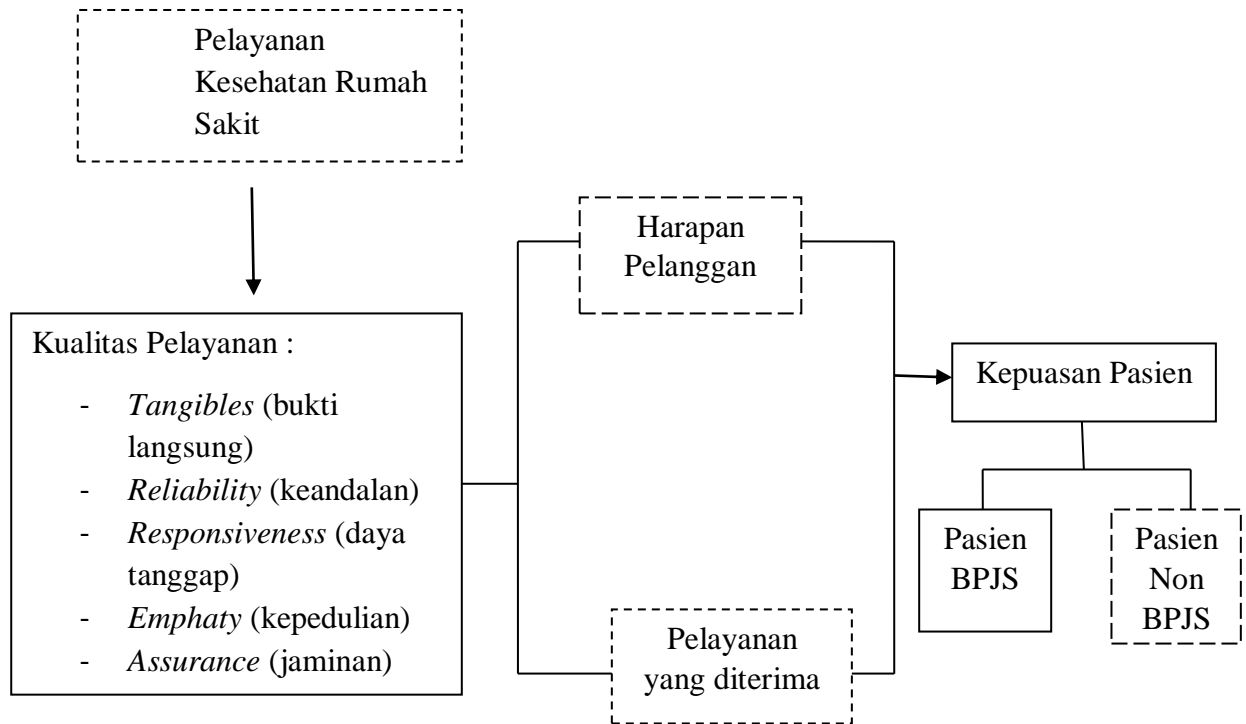 Pelayanan
Kesehatan Rumah
Sakit
Harapan
Pelanggan
Kualitas Pelayanan :
- Tangibles (bukti
langsung)
- Reliability (keandalan)
- Responsiveness (daya
tanggap)
- Emphaty (kepedulian)
- Assurance (jaminan)
Kepuasan Pasien
Pasien
BPJS
Pasien
Non
BPJS
Pelayanan
yang diterima